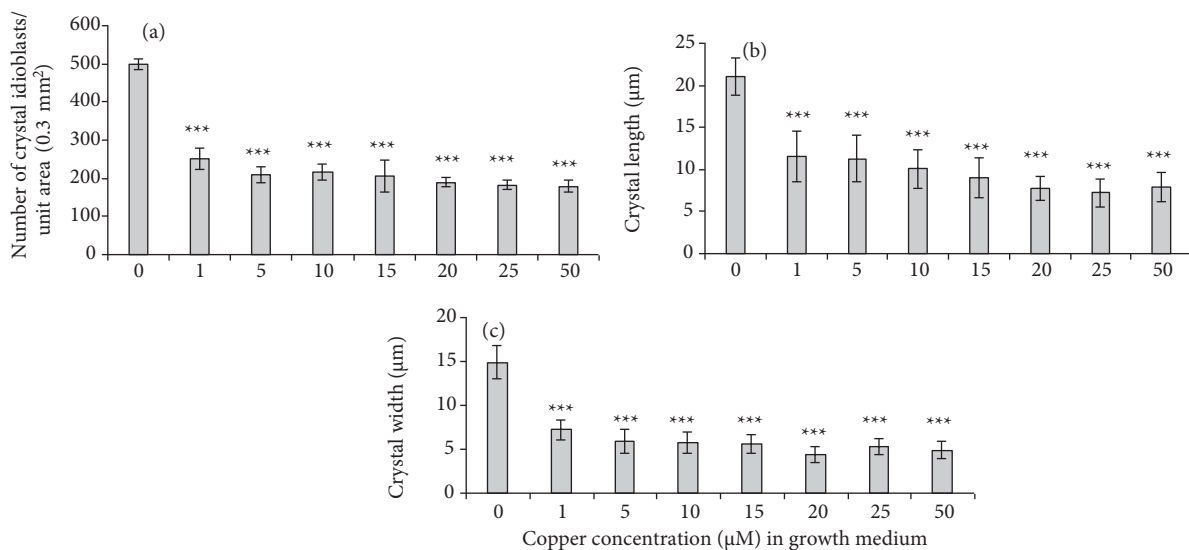 (a)
Number of crystal idioblasts/
unit area (0.3 mm²)
600
500
400
300
200
100
0
*** *** *** *** *** *** ***
0 1 5 10 15 20 25 50
(b)
Crystal length (µm)
25
20
15
10
5
0
*** *** *** *** *** *** ***
0 1 5 10 15 20 25 50
(c)
Crystal width (µm)
20
15
10
5
0
*** *** *** *** *** *** ***
0 1 5 10 15 20 25 50
Copper concentration (µM) in growth medium